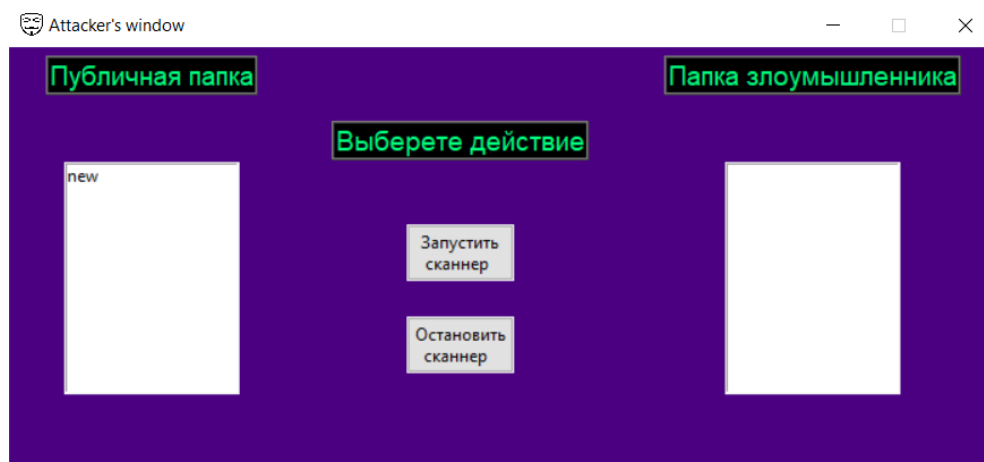 Attacker's window
Публичная папка
Папка злоумышленника
Выберете действие
new
Запустить
сканнер
Остановить
сканнер